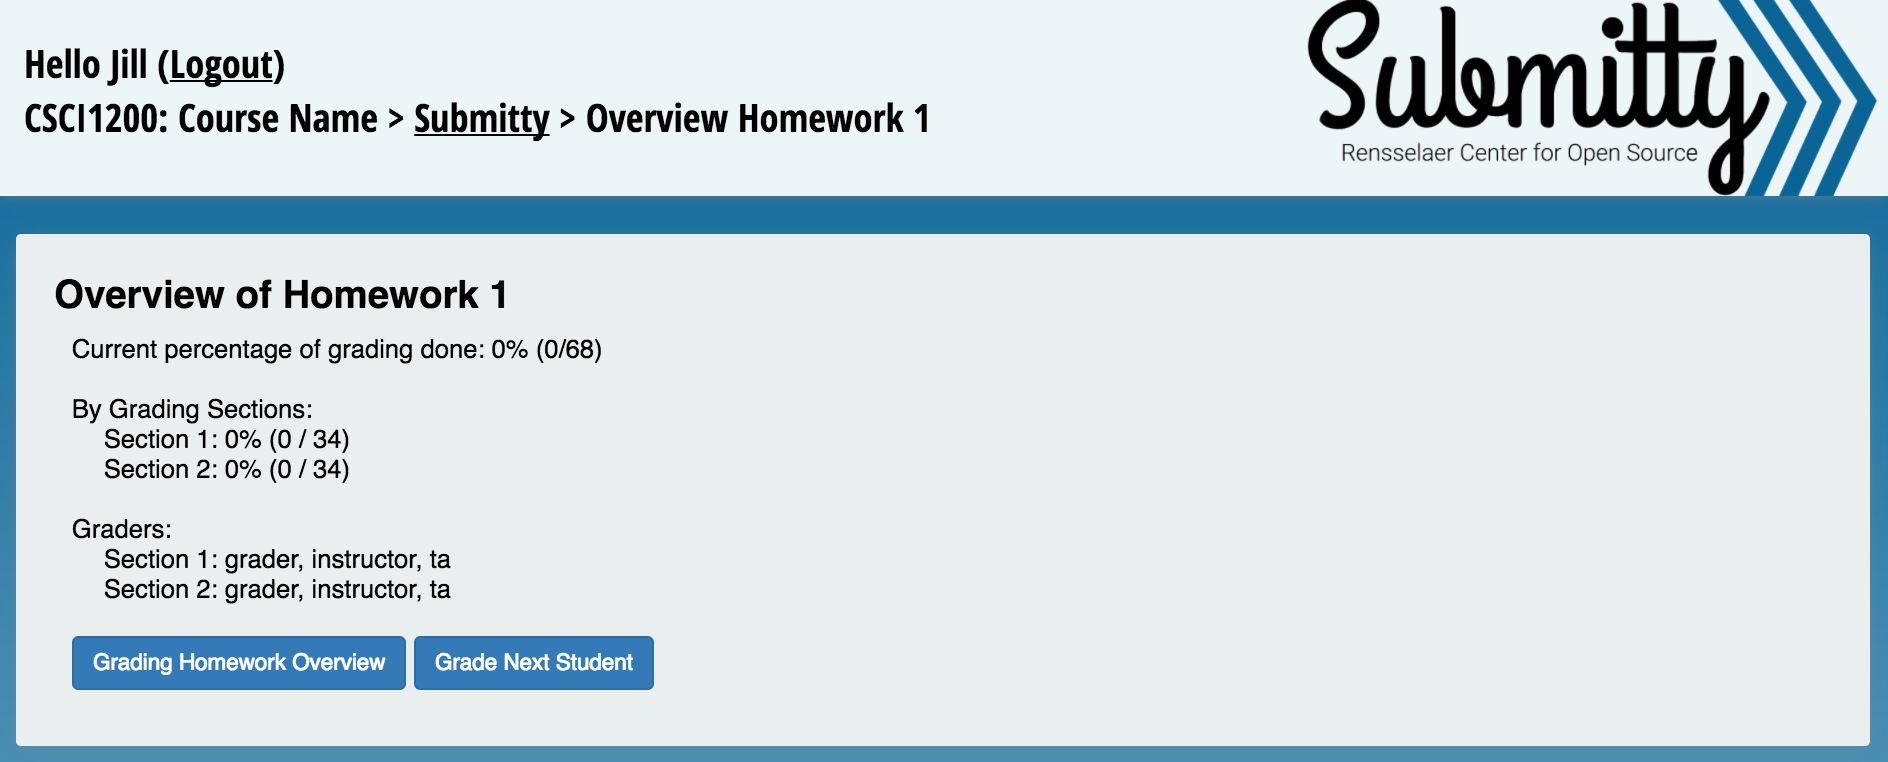 Hello Jill (Logout)
CSCI1200: Course Name > Submitty > Overview Homework 1
Submitty
Rensselaer Center for Open Source
Overview of Homework 1
Current percentage of grading done: 0% (0/68)
By Grading Sections:
Section 1: 0% (0 / 34)
Section 2: 0% (0 / 34)
Graders:
Section 1: grader, instructor, ta
Section 2: grader, instructor, ta
Grading Homework Overview
Grade Next Student